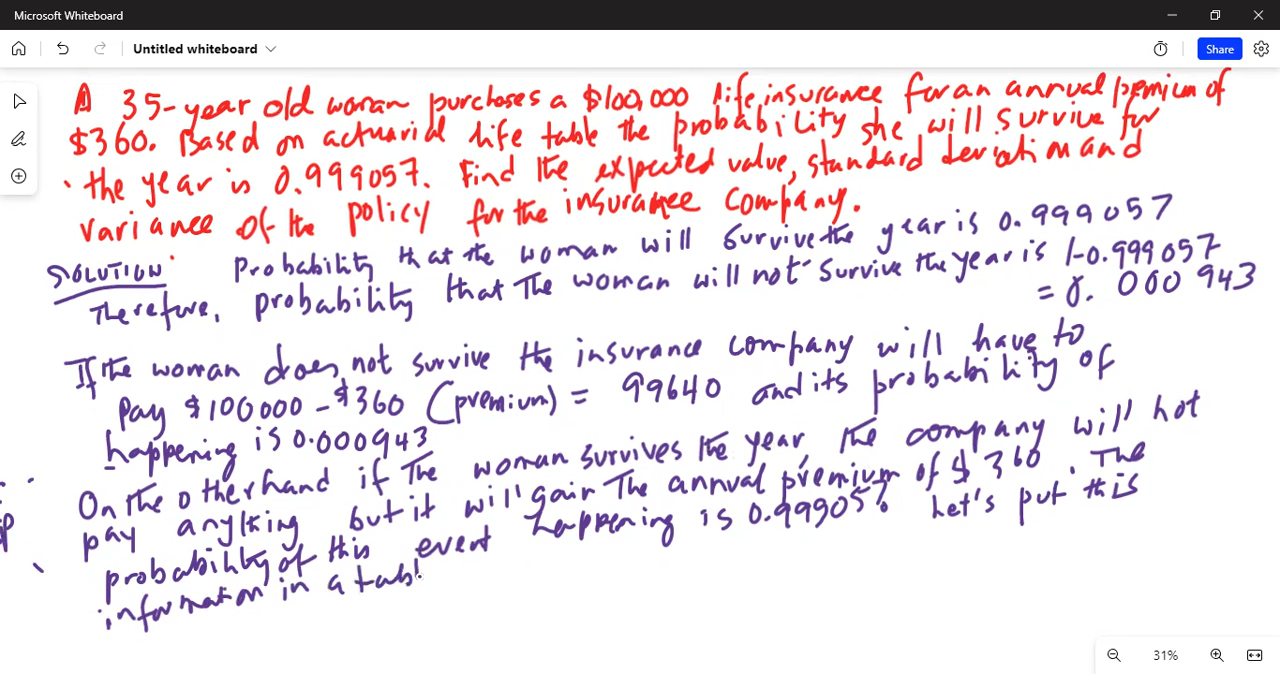 Microsoft Whiteboard
Untitled whiteboard
Share
A 35-year old woman purchases a $100,000 life insurance for an annual premium of
$360. Based on actuarial life table the probability she will survive for
the year is 0.999057. Find the expected value, standard deviation and
variance of the policy for the insurance company.
SOLUTION Probability that the woman will survive the year is 0.999057
Therefore, probability that the woman will not survive the year is 1-0.999057
= 0.000943
If the woman does not survive the insurance company will have to
pay $100000 - $360 (premium) = 99640 and its probability of
happening is 0.000943
On the other hand if the woman survives the year, the company will not
pay anything but it will gain the annual premium of $360. The
probability of this event happening is 0.999057. Let's put this
information in a tabl
31%